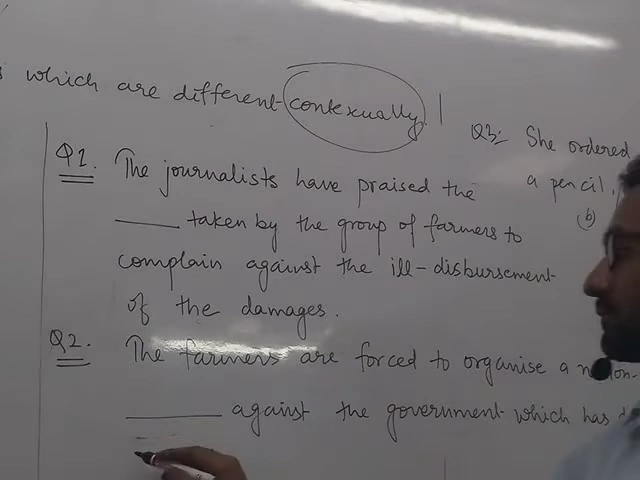 which are different contexually
Q1. The journalists have praised the
____ taken by the group of farmers to
complain against the ill-disbursement
of the damages.
Q2. The farmers are forced to organise a
____ against the government which has
Q3:- She ordered
a pencil,
(b)